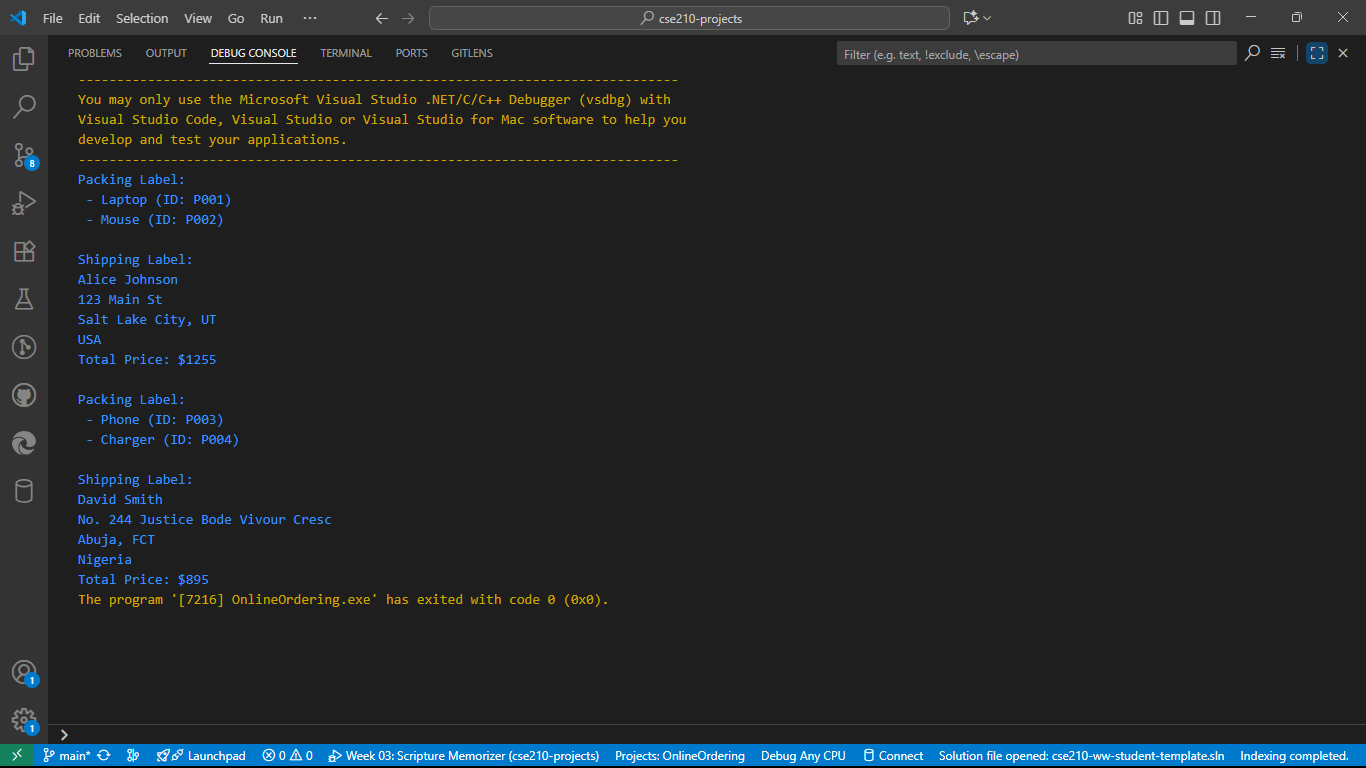 File Edit Selection View Go Run ···
cse210-projects
PROBLEMS OUTPUT DEBUG CONSOLE TERMINAL PORTS GITLENS
Filter (e.g. text, !exclude, \escape)
------------------------------------------------------------------------------
You may only use the Microsoft Visual Studio .NET/C/C++ Debugger (vsdbg) with
Visual Studio Code, Visual Studio or Visual Studio for Mac software to help you
develop and test your applications.
------------------------------------------------------------------------------
Packing Label:
- Laptop (ID: P001)
- Mouse (ID: P002)
Shipping Label:
Alice Johnson
123 Main St
Salt Lake City, UT
USA
Total Price: $1255
Packing Label:
- Phone (ID: P003)
- Charger (ID: P004)
Shipping Label:
David Smith
No. 244 Justice Bode Vivour Cresc
Abuja, FCT
Nigeria
Total Price: $895
The program '[7216] OnlineOrdering.exe' has exited with code 0 (0x0).
8
1
1
main* Launchpad 0 0 Week 03: Scripture Memorizer (cse210-projects) Projects: OnlineOrdering Debug Any CPU Connect Solution file opened: cse210-ww-student-template.sln Indexing completed.